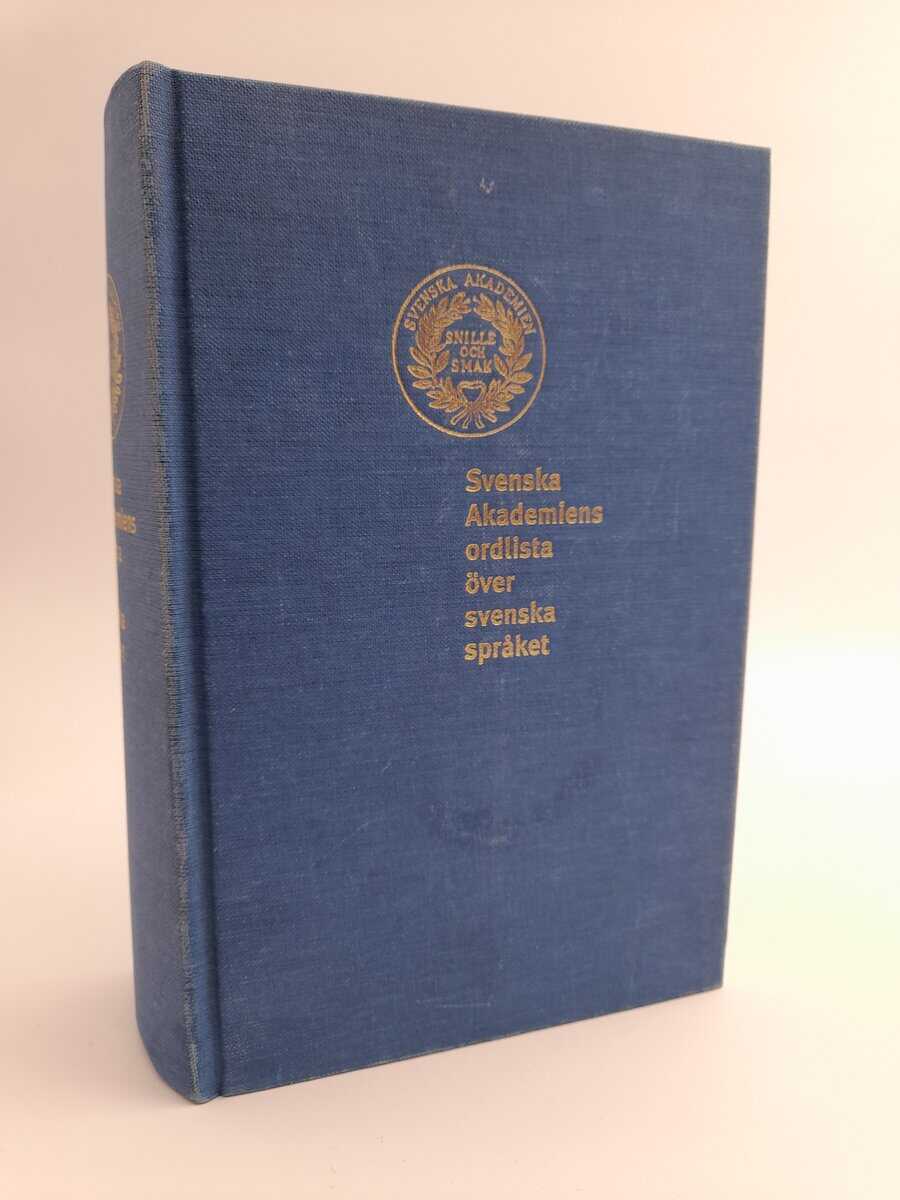 SVENSKA AKADEMIEN
SNILLE
OCH
SMAK
Svenska
Akademiens
ordlista
över
svenska
språket